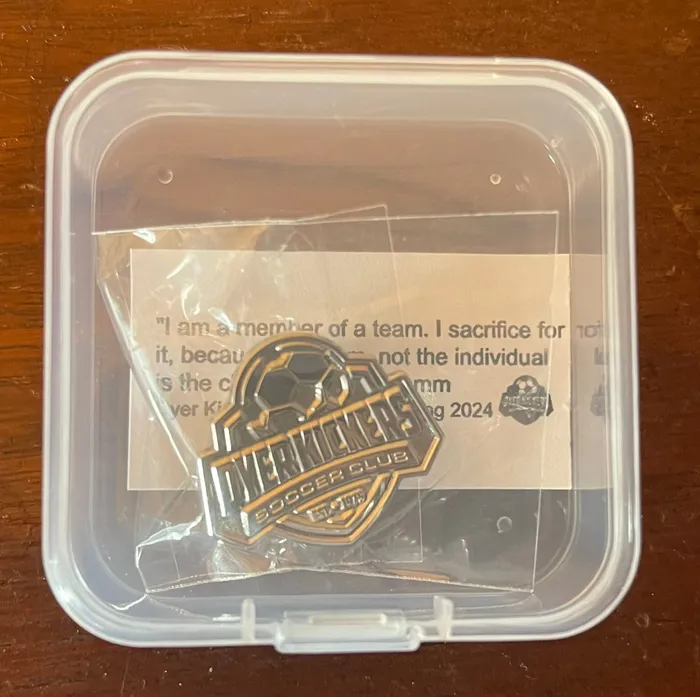 "I am a member of a team. I sacrifice for
it, becau not the individual
is the c mm
ver Ki ng 2024
OVERKICKERS
SOCCER CLUB